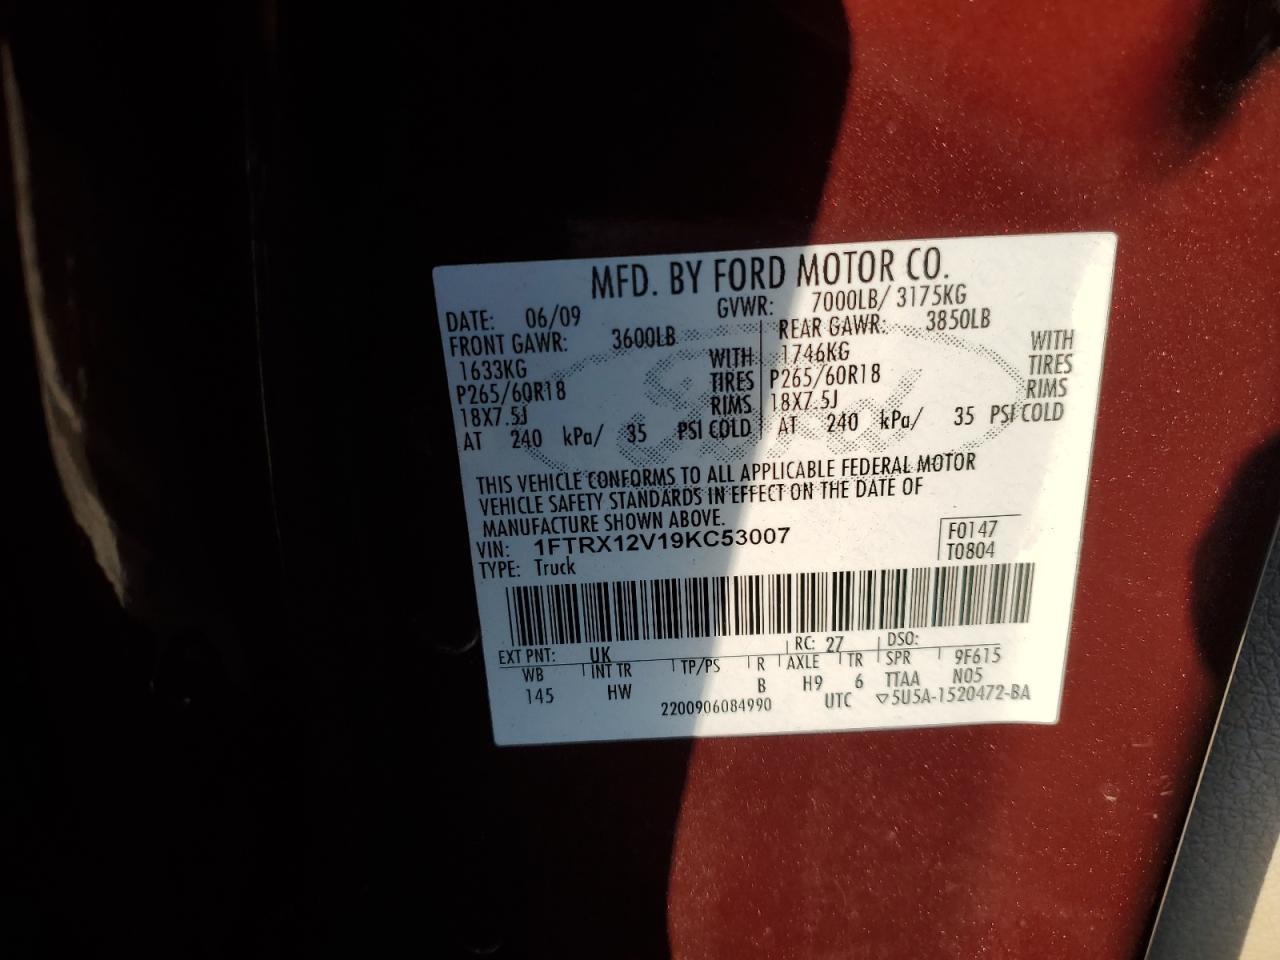 MFD. BY FORD MOTOR CO.
DATE: 06/09 GVWR: 7000LB/ 3175KG
FRONT GAWR: 3600LB REAR GAWR: 3850LB
1633KG WITH 1746KG WITH
P265/60R18 TIRES P265/60R18 TIRES
18X7.5J RIMS 18X7.5J RIMS
AT 240 kPa/ 35 PSI COLD AT 240 kPa/ 35 PSI COLD
Ford
THIS VEHICLE CONFORMS TO ALL APPLICABLE FEDERAL MOTOR
VEHICLE SAFETY STANDARDS IN EFFECT ON THE DATE OF
MANUFACTURE SHOWN ABOVE.
VIN: 1FTRX12V19KC53007 F0147
TYPE: Truck T0804
EXT PNT: UK RC: 27 DSO:
WB INT TR TP/PS R AXLE TR SPR 9F615
145 HW B H9 6 TTAA N05
2200906084990 UTC ▽5U5A-1520472-BA